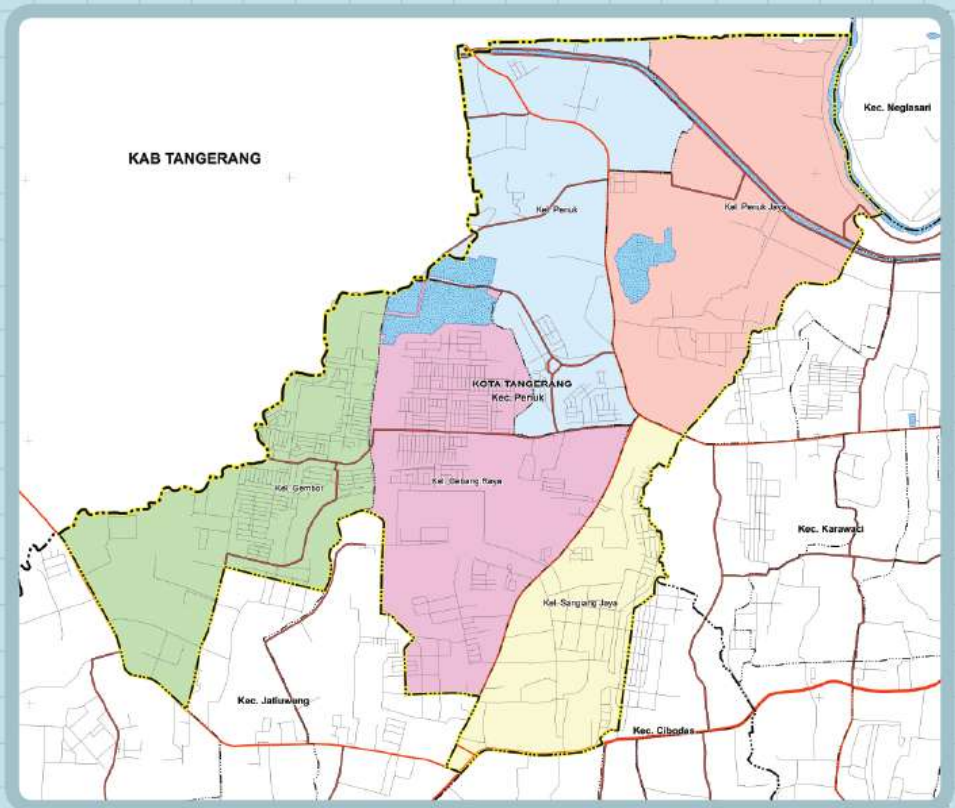 Kec. Neglasari
KAB TANGERANG
Kel. Periuk
Kel. Periuk Jaya
KOTA TANGERANG
Kec. Periuk
Kel. Gebang Raya
Kel. Gembor
Kec. Karawaci
Kel. Sangiang Jaya
Kec. Jatiuwung
Kec. Cibodas